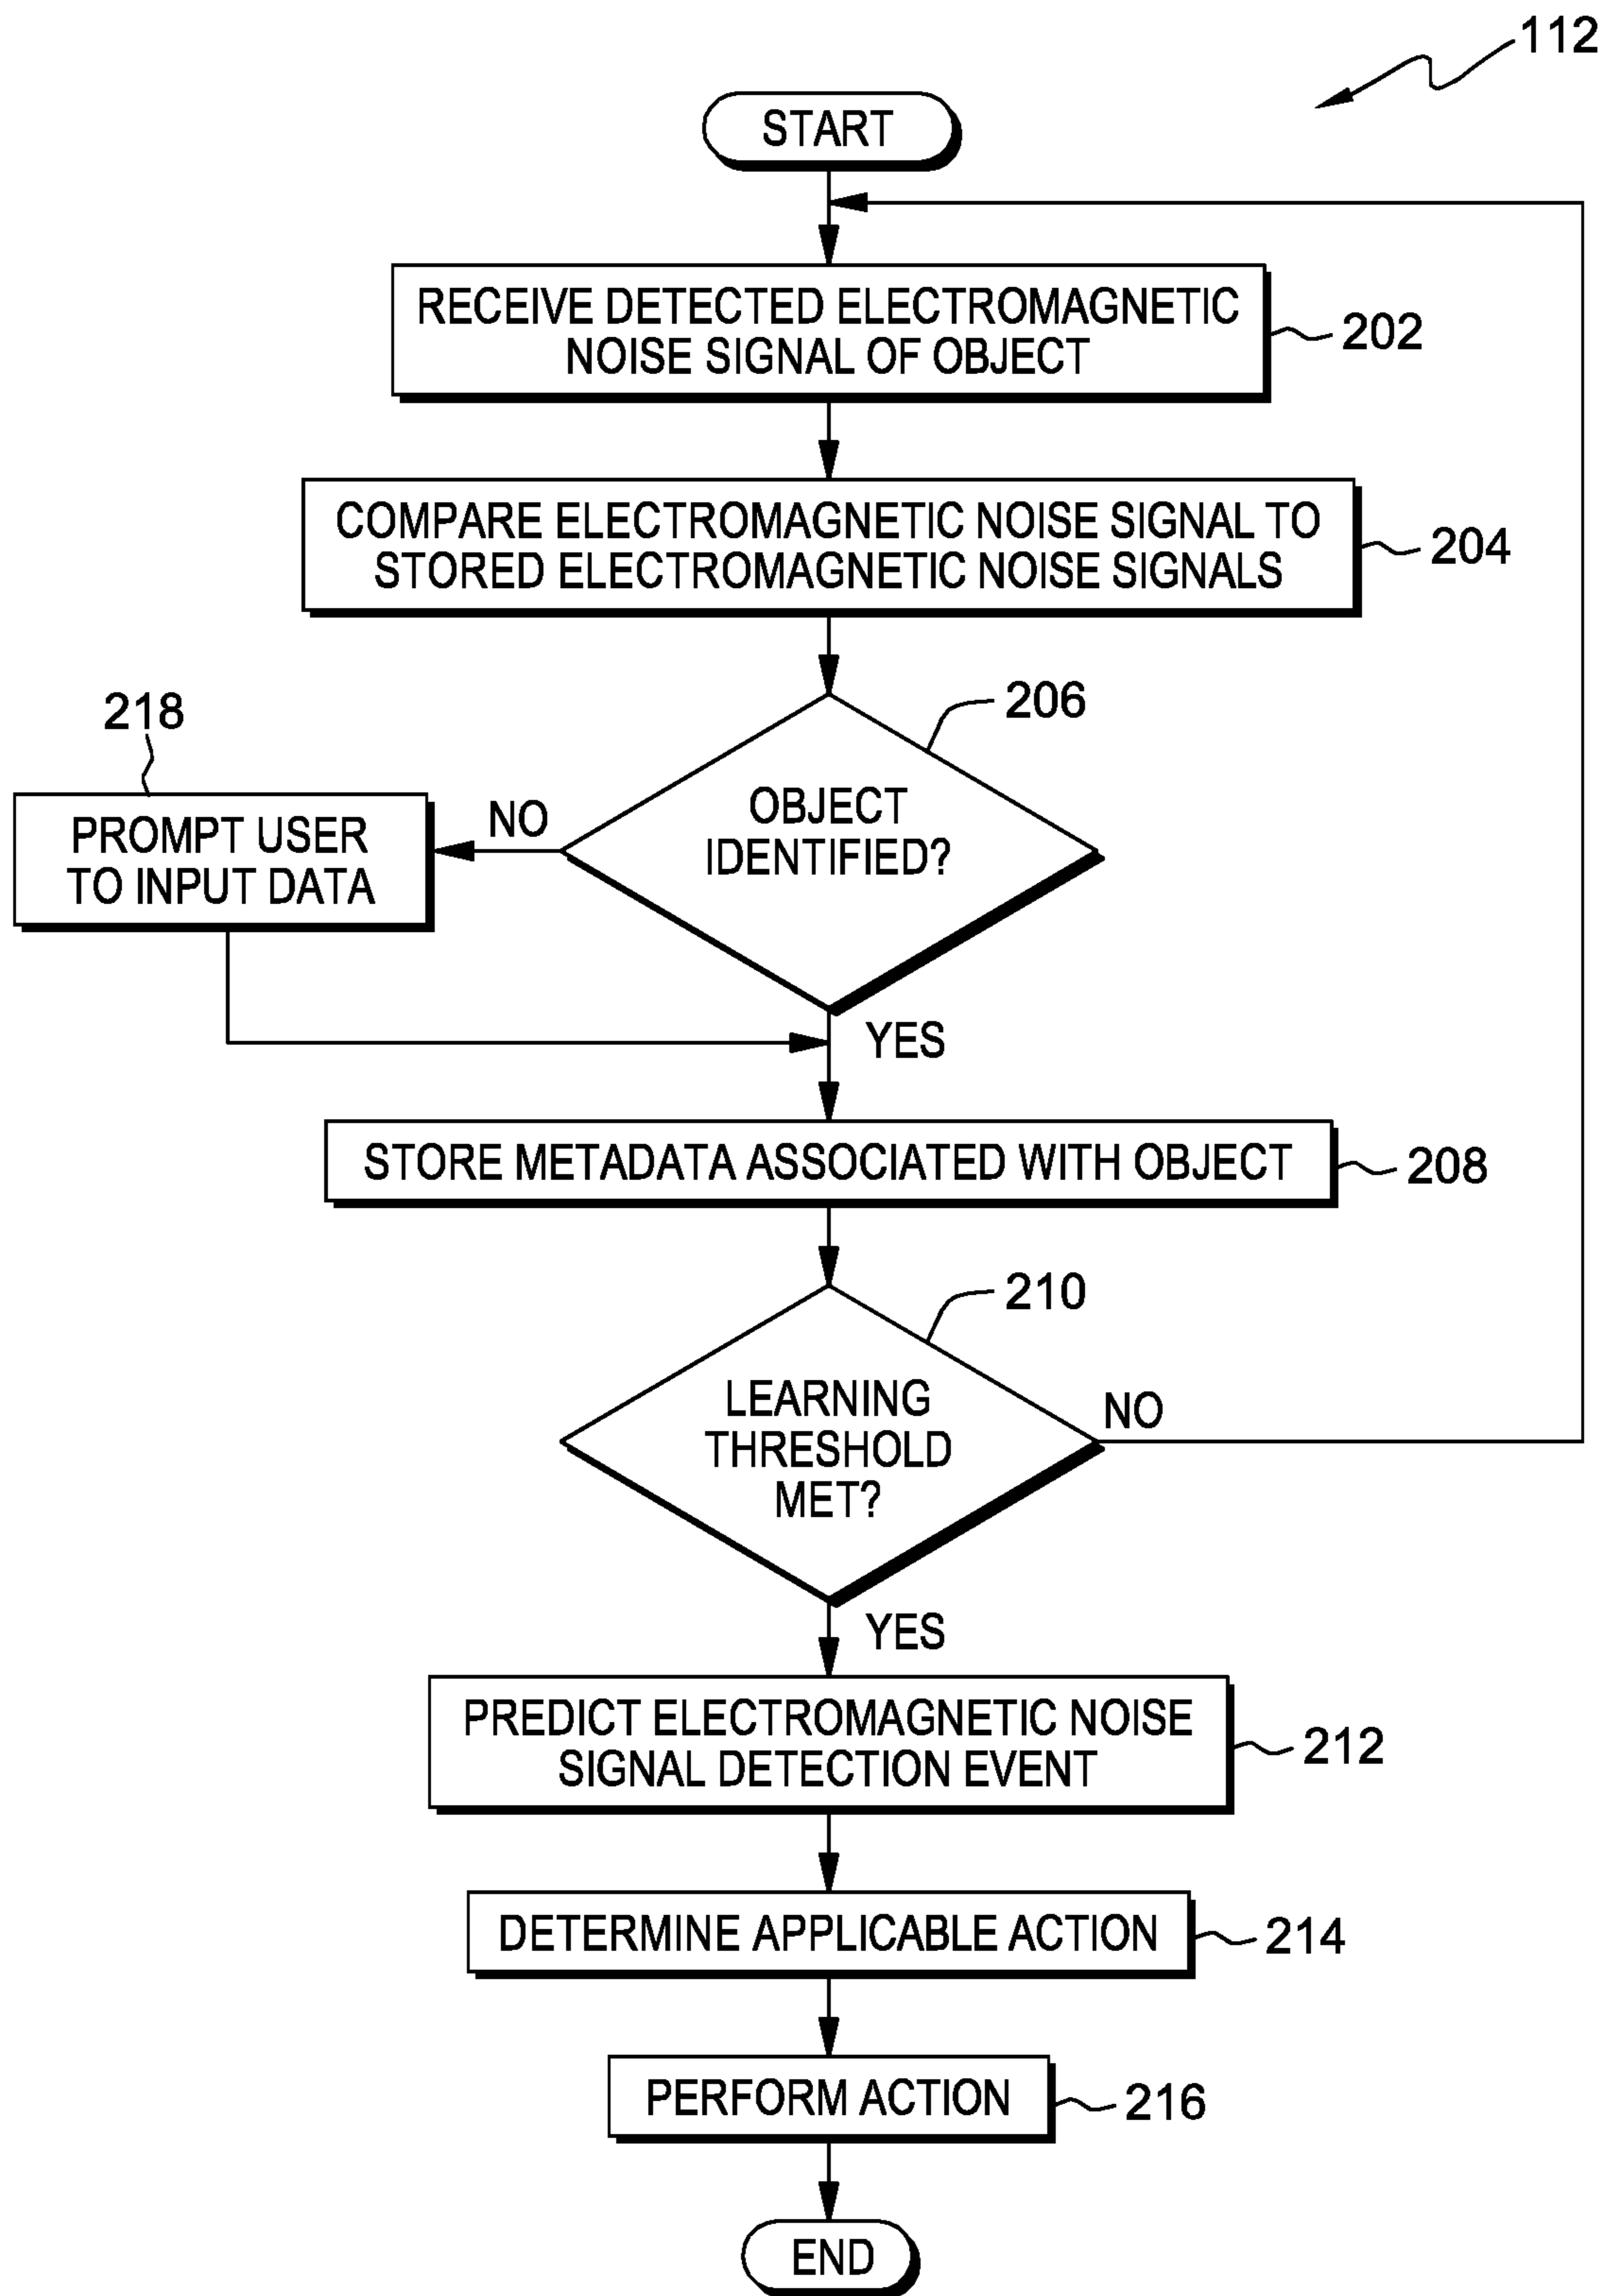 112
START
RECEIVE DETECTED ELECTROMAGNETIC
NOISE SIGNAL OF OBJECT
202
COMPARE ELECTROMAGNETIC NOISE SIGNAL TO
STORED ELECTROMAGNETIC NOISE SIGNALS
204
206
OBJECT
IDENTIFIED?
NO
218
PROMPT USER
TO INPUT DATA
YES
STORE METADATA ASSOCIATED WITH OBJECT
208
210
LEARNING
THRESHOLD
MET?
NO
YES
PREDICT ELECTROMAGNETIC NOISE
SIGNAL DETECTION EVENT
212
DETERMINE APPLICABLE ACTION
214
PERFORM ACTION
216
END